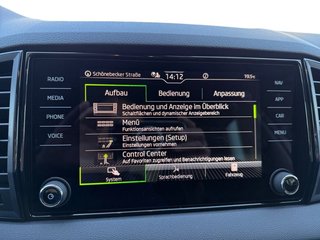 Schönebecker Straße
14:12
19.5°C
RADIO
MEDIA
PHONE
VOICE
NAV
APP
CAR
MENU
Aufbau
Bedienung
Anpassung
Bedienung und Anzeige im Überblick
Schaltflächen und dynamischer Anzeigebereich
Menü
Funktionsansichten aufrufen
Einstellungen (Setup)
Einstellungen vornehmen
Control Center
Auf Favoriten zugreifen und Benachrichtigungen lesen
System
Sprachbedienung
Fahrzeug